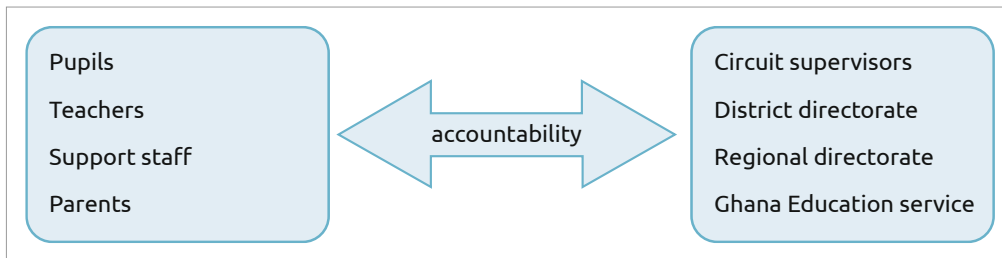 Pupils
Teachers
Support staff
Parents
accountability
Circuit supervisors
District directorate
Regional directorate
Ghana Education service